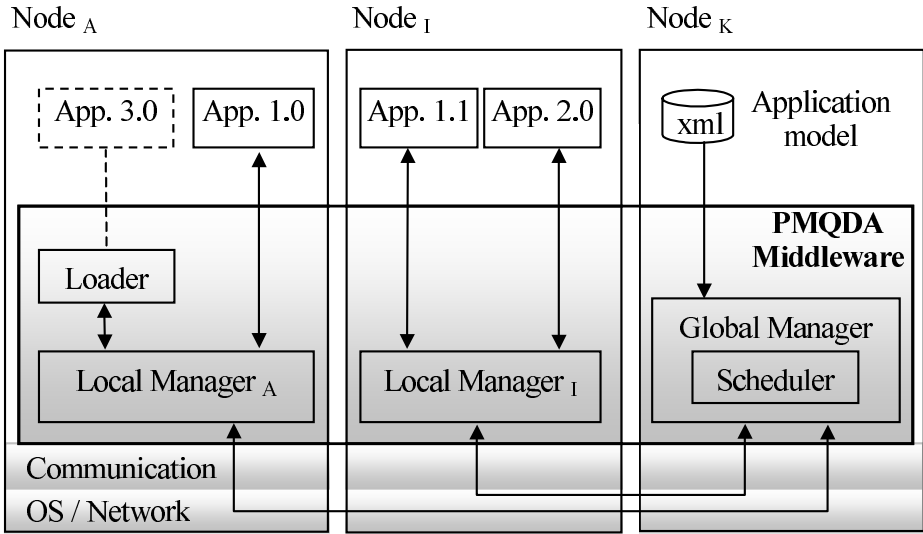 Node A
Node I
Node K
App. 3.0
App. 1.0
App. 1.1
App. 2.0
xml
Application
model
PMQDA
Middleware
Loader
Global Manager
Local Manager A
Local Manager I
Scheduler
Communication
OS / Network